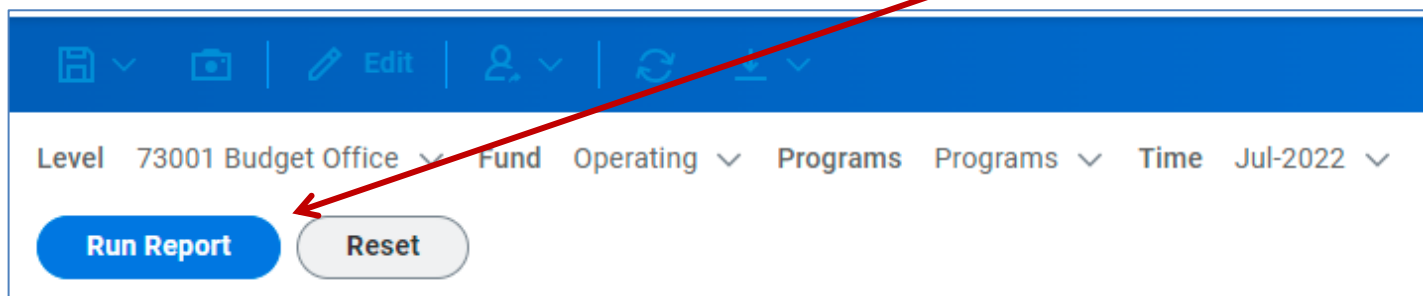 Edit
Level 73001 Budget Office Fund Operating Programs Programs Time Jul-2022
Run Report Reset